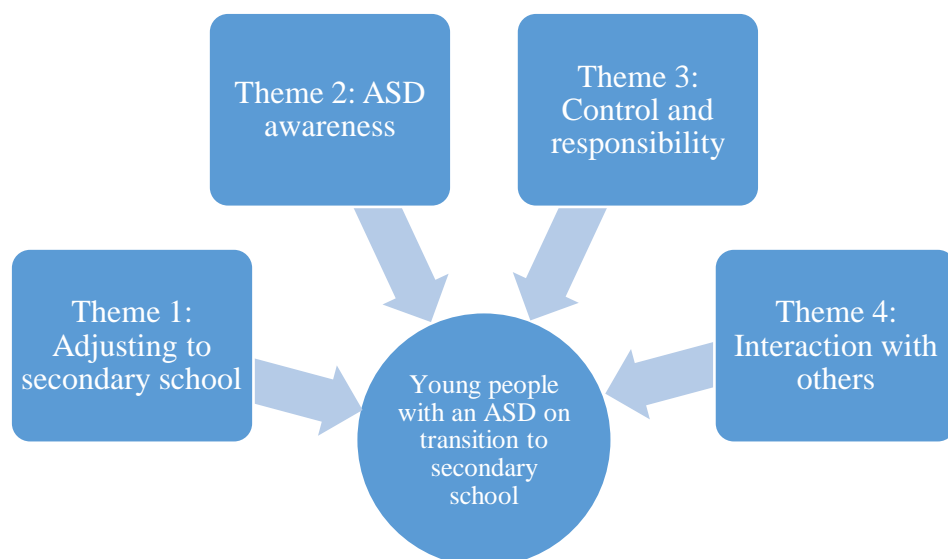 Theme 1:
Adjusting to
secondary school
Theme 2: ASD
awareness
Theme 3:
Control and
responsibility
Theme 4:
Interaction with
others
Young people
with an ASD on
transition to
secondary
school